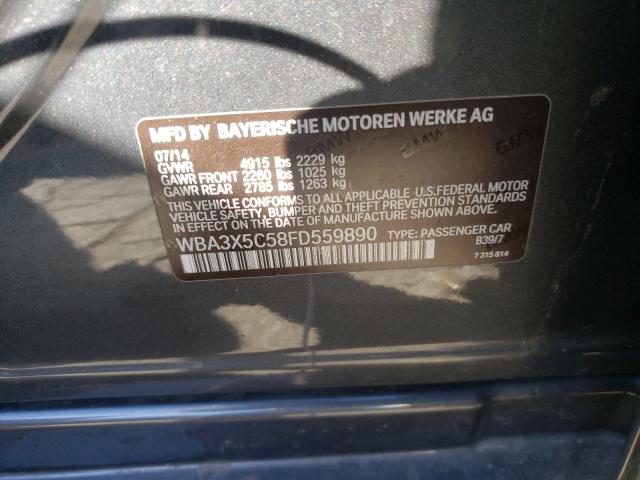 MFD BY BAYERISCHE MOTOREN WERKE AG
07/14
GVWR 4915 lbs 2229 kg
GAWR FRONT 2260 lbs 1025 kg
GAWR REAR 2785 lbs 1263 kg
THIS VEHICLE CONFORMS TO ALL APPLICABLE U.S.FEDERAL MOTOR
VEHICLE SAFETY, BUMPER AND THEFT PREVENTION STANDARDS IN
EFFECT ON THE DATE OF MANUFACTURE SHOWN ABOVE.
WBA3X5C58FD559890 TYPE: PASSENGER CAR
B39/7
7 315 814
BMW BMW BMW